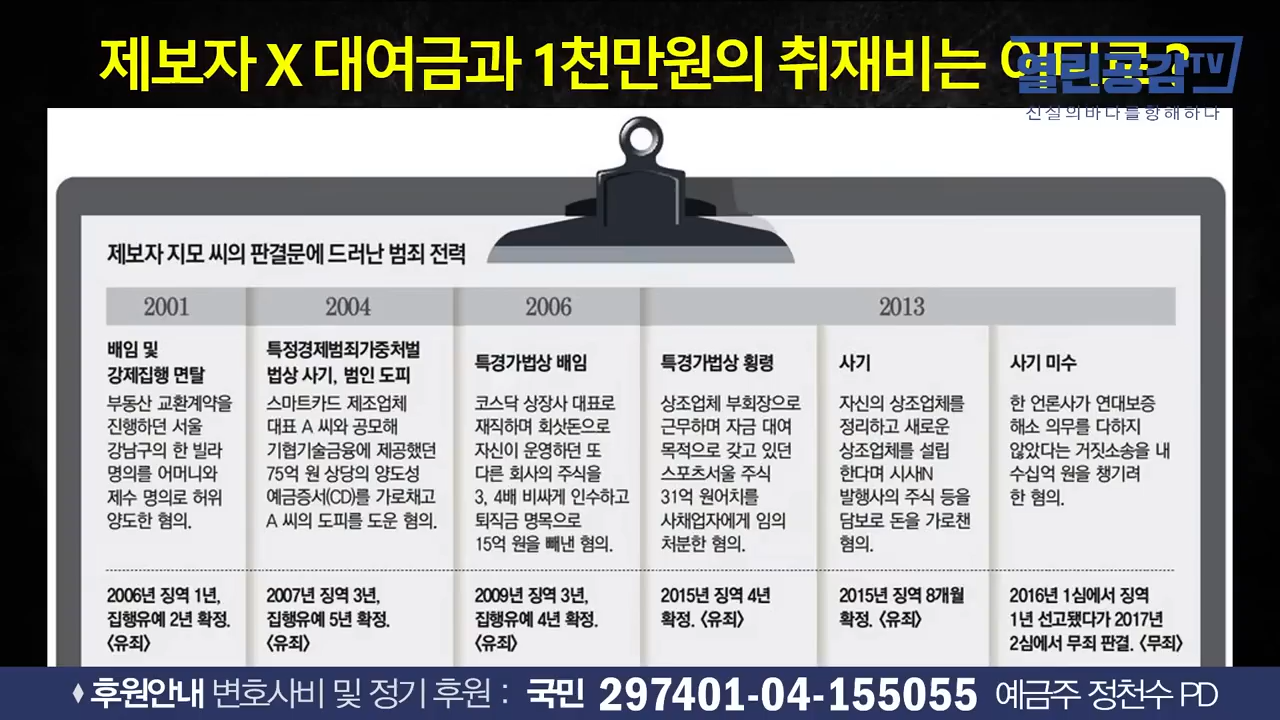 제보자 X 대여금과 1천만원의 취재비는
열린공감TV
진실의바다를항해하다
제보자 지모 씨의 판결문에 드러난 범죄 전력
2001
배임 및
강제집행 면탈
부동산 교환계약을
진행하던 서울
강남구의 한 빌라
명의를 어머니와
제수 명의로 허위
양도한 혐의.
2006년 징역 1년,
집행유예 2년 확정.
〈유죄〉
2004
특정경제범죄가중처벌
법상 사기, 범인 도피
스마트카드 제조업체
대표 A 씨와 공모해
기협기술금융에 제공했던
75억 원 상당의 양도성
예금증서(CD)를 가로채고
A 씨의 도피를 도운 혐의.
2007년 징역 3년,
집행유예 5년 확정.
〈유죄〉
2006
특경가법상 배임
코스닥 상장사 대표로
재직하며 회삿돈으로
자신이 운영하던 또
다른 회사의 주식을
3, 4배 비싸게 인수하고
퇴직금 명목으로
15억 원을 빼낸 혐의.
2009년 징역 3년,
집행유예 4년 확정.
〈유죄〉
2013
특경가법상 횡령
상조업체 부회장으로
근무하며 자금 대여
목적으로 갖고 있던
스포츠서울 주식
31억 원어치를
사채업자에게 임의
처분한 혐의.
2015년 징역 4년
확정. 〈유죄〉
사기
자신의 상조업체를
정리하고 새로운
상조업체를 설립
한다며 시사IN
발행사의 주식 등을
담보로 돈을 가로챈
혐의.
2015년 징역 8개월
확정. 〈유죄〉
사기 미수
한 언론사가 연대보증
해소 의무를 다하지
않았다는 거짓소송을 내
수십억 원을 챙기려
한 혐의.
2016년 1심에서 징역
1년 선고됐다가 2017년
2심에서 무죄 판결. 〈무죄〉
♦ 후원안내 변호사비 및 정기 후원 : 국민 297401-04-155055 예금주 정천수 PD